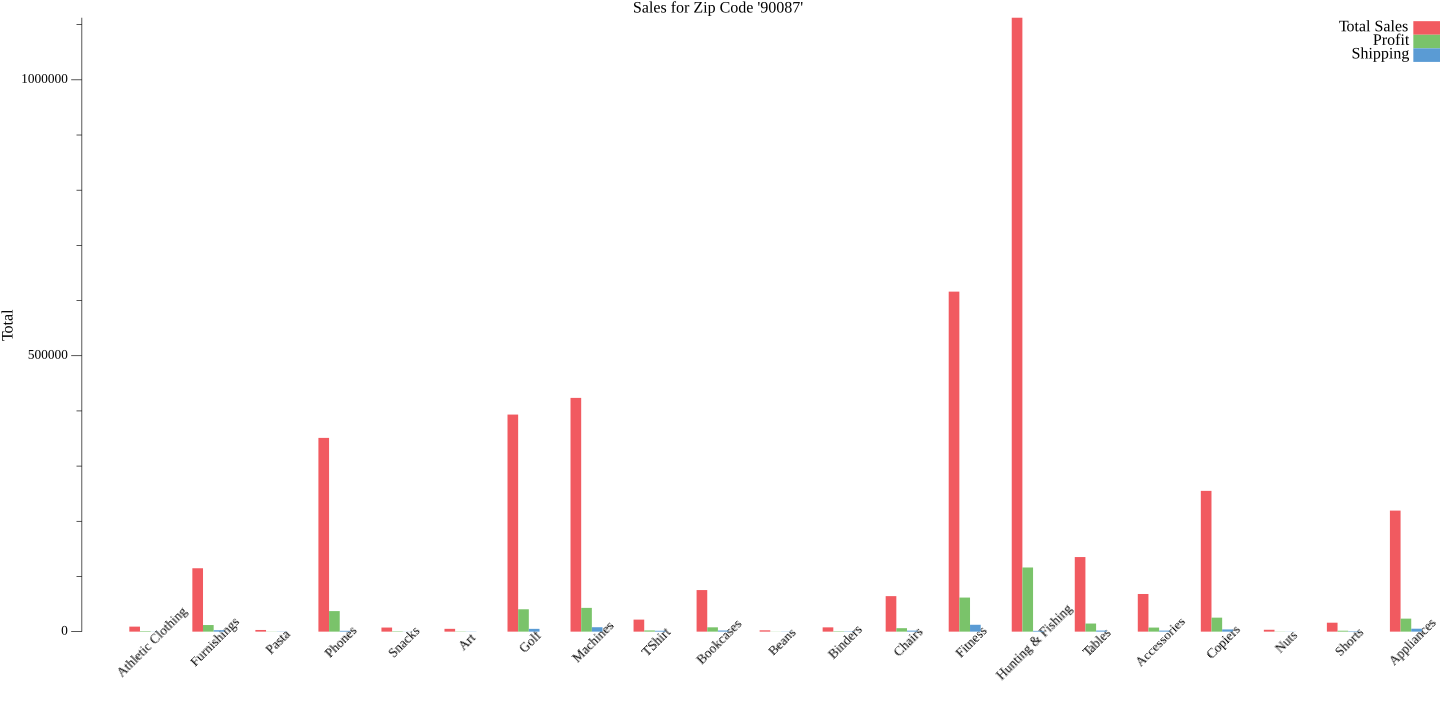 Sales for Zip Code '90087'
Total Sales
Profit
Shipping
Total
1000000
500000
0
Athletic Clothing
Furnishings
Pasta
Phones
Snacks
Art
Golf
Machines
TShirt
Bookcases
Beans
Binders
Chairs
Fitness
Hunting & Fishing
Tables
Accessories
Copiers
Nuts
Shorts
Appliances